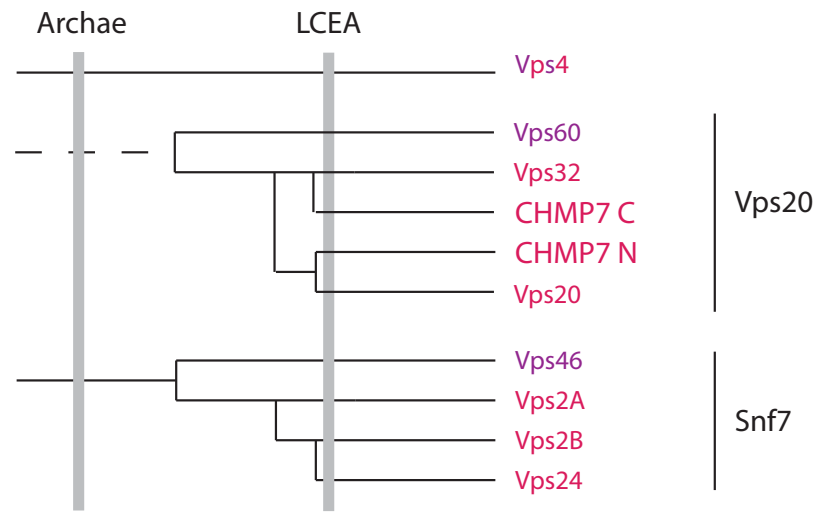 Archae
LCEA
Vps4
Vps60
Vps32
CHMP7 C
CHMP7 N
Vps20
Vps20
Vps46
Vps2A
Vps2B
Vps24
Snf7